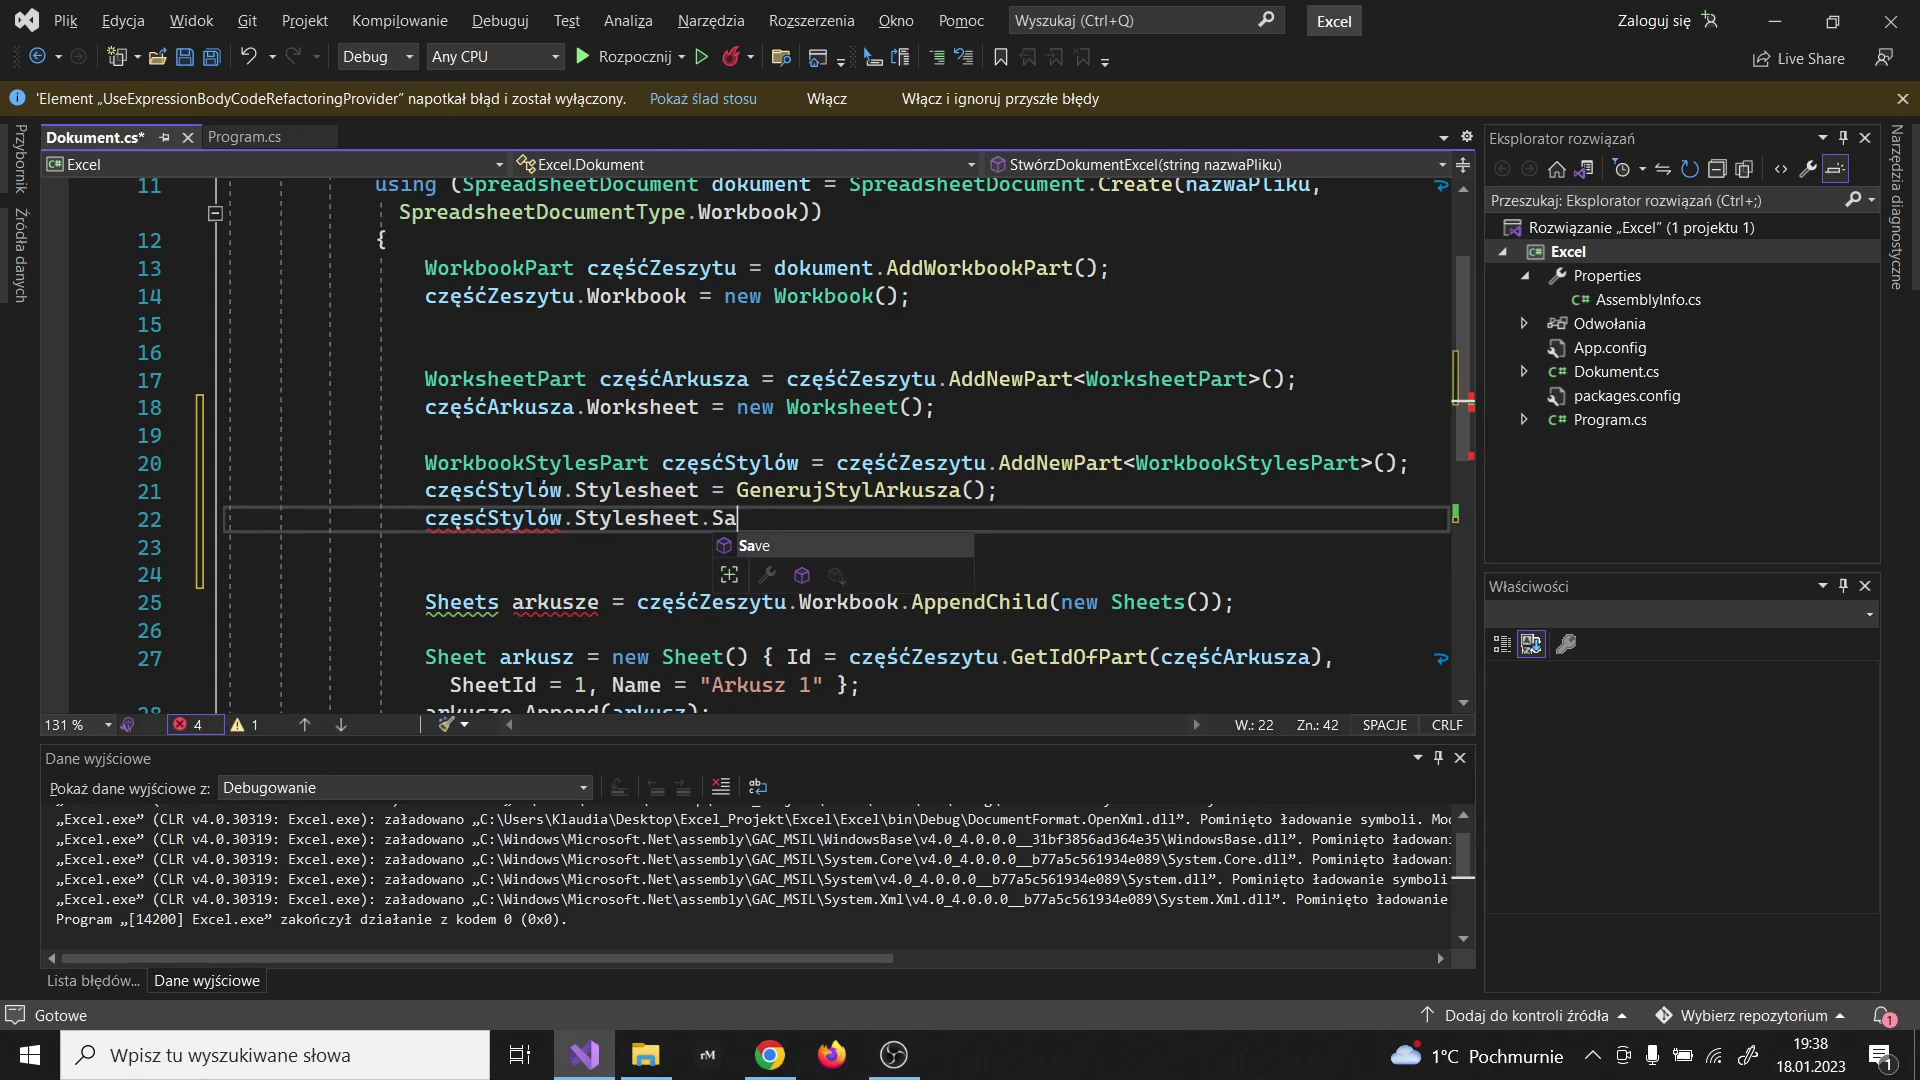 Plik Edycja Widok Git Projekt Kompilowanie Debuguj Test Analiza Narzędzia Rozszerzenia Okno Pomoc Wyszukaj (Ctrl+Q) Excel Zaloguj się
Debug Any CPU Rozpocznij Live Share
'Element „UseExpressionBodyCodeRefactoringProvider” napotkał błąd i został wyłączony. Pokaż ślad stosu Włącz Włącz i ignoruj przyszłe błędy
Przybornik
Źródła danych
Dokument.cs* Program.cs
Excel Excel.Dokument StwórzDokumentExcel(string nazwaPliku)
11 using (SpreadsheetDocument dokument = SpreadsheetDocument.Create(nazwaPliku,
SpreadsheetDocumentType.Workbook))
12 {
13 WorkbookPart częśćZeszytu = dokument.AddWorkbookPart();
14 częśćZeszytu.Workbook = new Workbook();
15
16
17 WorksheetPart częśćArkusza = częśćZeszytu.AddNewPart<WorksheetPart>();
18 częśćArkusza.Worksheet = new Worksheet();
19
20 WorkbookStylesPart częsćStylów = częśćZeszytu.AddNewPart<WorkbookStylesPart>();
21 częsćStylów.Stylesheet = GenerujStylArkusza();
22 częsćStylów.Stylesheet.Sa
23 Save
24
25 Sheets arkusze = częśćZeszytu.Workbook.AppendChild(new Sheets());
26
27 Sheet arkusz = new Sheet() { Id = częśćZeszytu.GetIdOfPart(częśćArkusza),
SheetId = 1, Name = "Arkusz 1" };
28 arkusze.Append(arkusz);
131 % 4 1 W.: 22 Zn.: 42 SPACJE CRLF
Dane wyjściowe
Pokaż dane wyjściowe z: Debugowanie
„Excel.exe” (CLR v4.0.30319: Excel.exe): załadowano „C:\Users\Klaudia\Desktop\Excel_Projekt\Excel\Excel\bin\Debug\DocumentFormat.OpenXml.dll”. Pominięto ładowanie symboli. Mo
„Excel.exe” (CLR v4.0.30319: Excel.exe): załadowano „C:\Windows\Microsoft.Net\assembly\GAC_MSIL\WindowsBase\v4.0_4.0.0.0__31bf3856ad364e35\WindowsBase.dll”. Pominięto ładowani
„Excel.exe” (CLR v4.0.30319: Excel.exe): załadowano „C:\Windows\Microsoft.Net\assembly\GAC_MSIL\System.Core\v4.0_4.0.0.0__b77a5c561934e089\System.Core.dll”. Pominięto ładowani
„Excel.exe” (CLR v4.0.30319: Excel.exe): załadowano „C:\Windows\Microsoft.Net\assembly\GAC_MSIL\System\v4.0_4.0.0.0__b77a5c561934e089\System.dll”. Pominięto ładowanie symboli
„Excel.exe” (CLR v4.0.30319: Excel.exe): załadowano „C:\Windows\Microsoft.Net\assembly\GAC_MSIL\System.Xml\v4.0_4.0.0.0__b77a5c561934e089\System.Xml.dll”. Pominięto ładowanie
Program „[14200] Excel.exe” zakończył działanie z kodem 0 (0x0).
Lista błędów... Dane wyjściowe
Eksplorator rozwiązań
Przeszukaj: Eksplorator rozwiązań (Ctrl+;)
Rozwiązanie „Excel” (1 projektu 1)
C# Excel
Properties
C# AssemblyInfo.cs
Odwołania
App.config
C# Dokument.cs
packages.config
C# Program.cs
Właściwości
Narzędzia diagnostyczne
Gotowe Dodaj do kontroli źródła Wybierz repozytorium 1
Wpisz tu wyszukiwane słowa rM 1°C Pochmurnie 19:38
18.01.2023 1